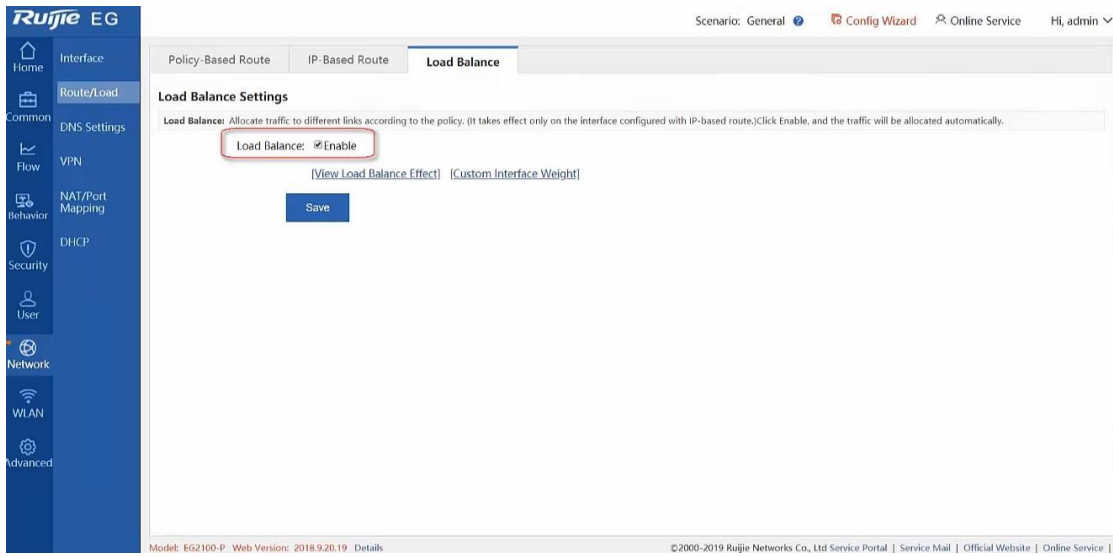 Ruijie EG
Scenario: General ? Config Wizard Online Service Hi, admin
Home
Common
Flow
Behavior
Security
User
Network
WLAN
Advanced
Interface
Route/Load
DNS Settings
VPN
NAT/Port
Mapping
DHCP
Policy-Based Route IP-Based Route Load Balance
Load Balance Settings
Load Balance: Allocate traffic to different links according to the policy. (It takes effect only on the interface configured with IP-based route.)Click Enable, and the traffic will be allocated automatically.
Load Balance: Enable
[View Load Balance Effect] [Custom Interface Weight]
Save
Model: EG2100-P Web Version: 2018.9.20.19 Details ©2000-2019 Ruijie Networks Co., Ltd Service Portal | Service Mail | Official Website | Online Service |